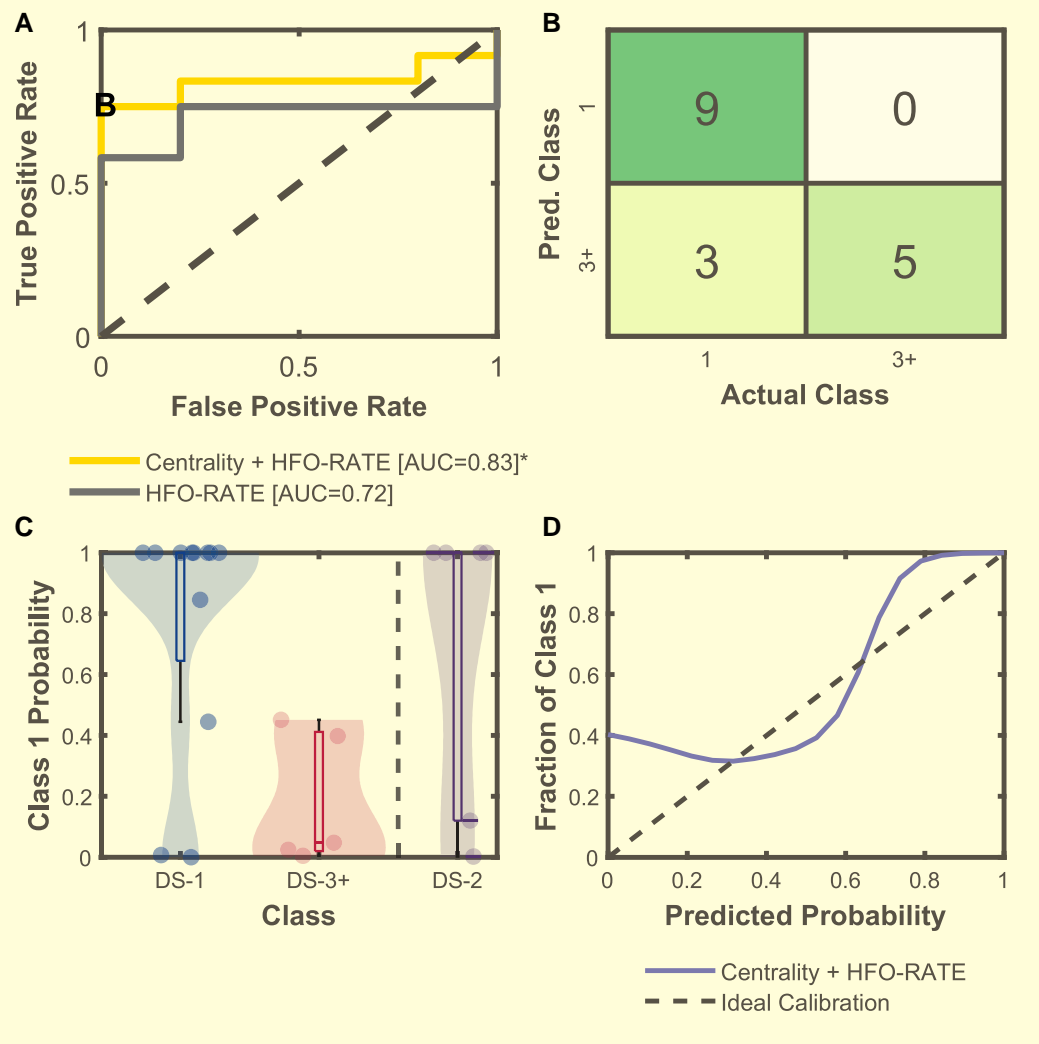 A
1
0.5
0
True Positive Rate
B
0 0.5 1
False Positive Rate
Centrality + HFO-RATE [AUC=0.83]*
HFO-RATE [AUC=0.72]
B
Pred. Class
1
3+
9 0
3 5
1 3+
Actual Class
C
Class 1 Probability
1
0.8
0.6
0.4
0.2
0
DS-1 DS-3+ DS-2
Class
D
Fraction of Class 1
1
0.8
0.6
0.4
0.2
0
0 0.2 0.4 0.6 0.8 1
Predicted Probability
Centrality + HFO-RATE
Ideal Calibration